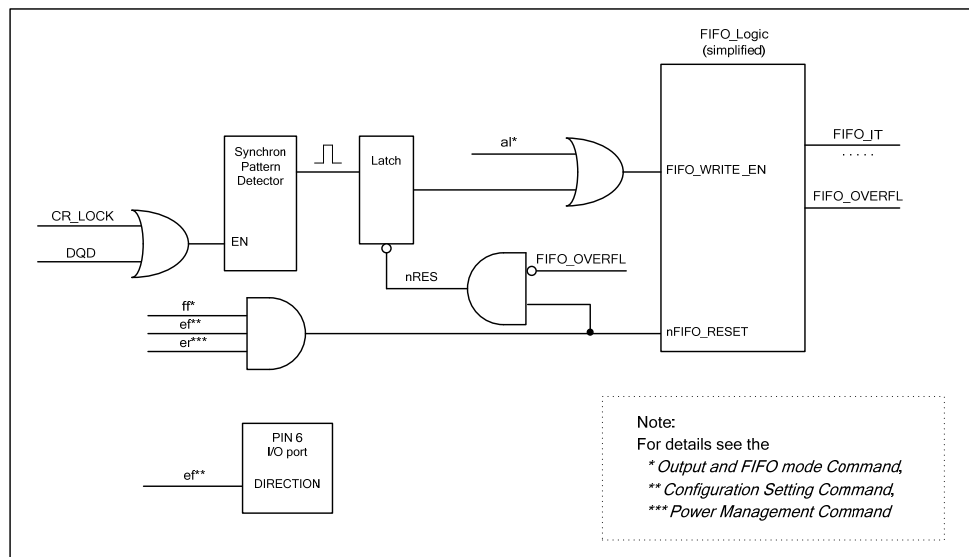 FIFO_Logic
(simplified)
Synchron
Pattern
Detector
EN
Latch
al*
FIFO_WRITE_EN
FIFO_IT
.....
FIFO_OVERFL
CR_LOCK
DQD
nRES
FIFO_OVERFL
ff*
ef**
er***
nFIFO_RESET
PIN 6
I/O port
DIRECTION
ef**
Note:
For details see the
* Output and FIFO mode Command,
** Configuration Setting Command,
*** Power Management Command